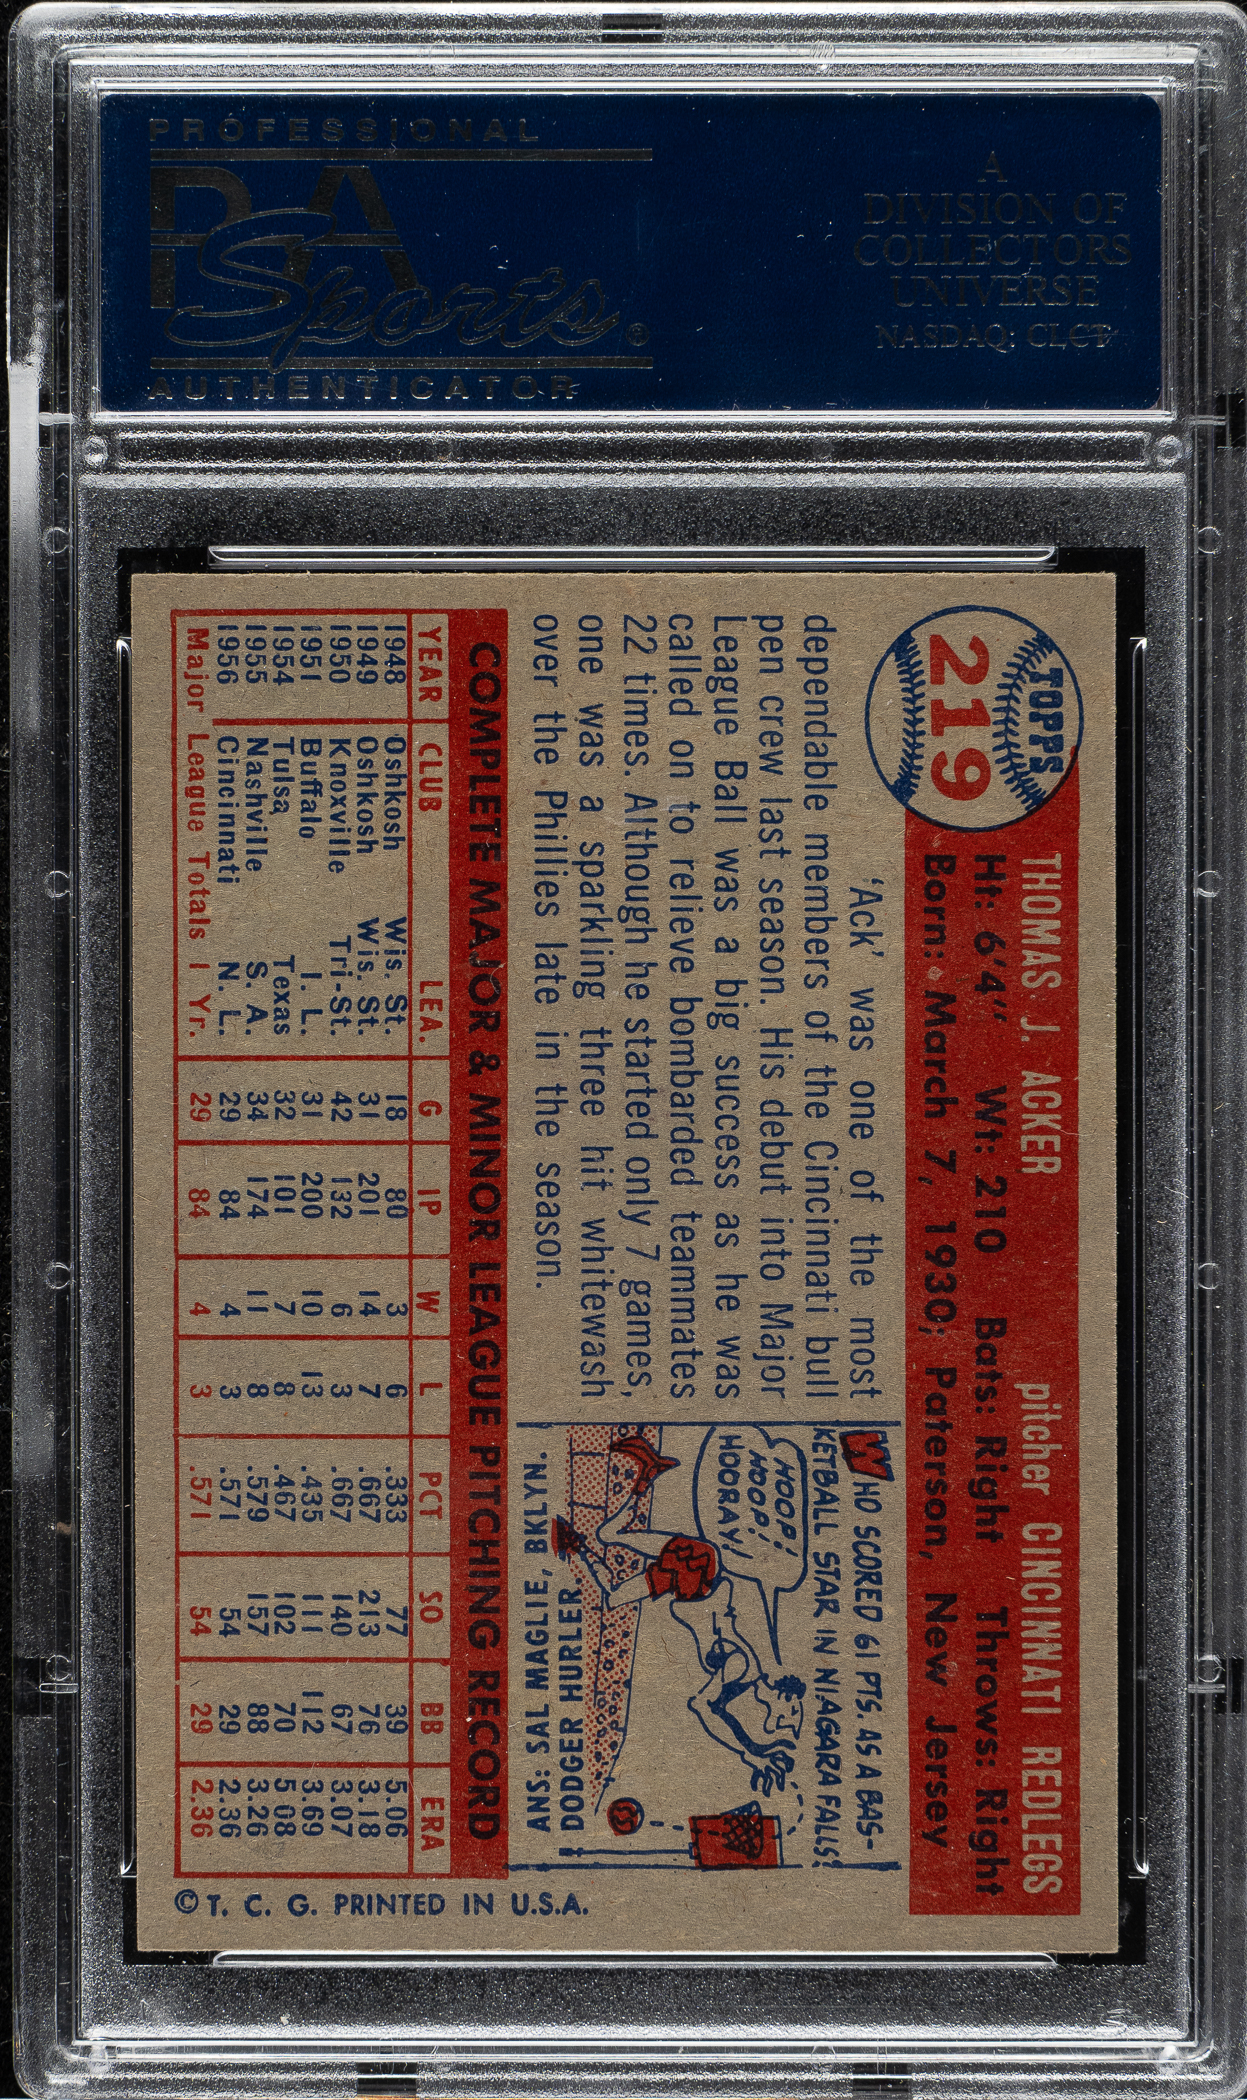 PROFESSIONAL
PSA
Sports®
AUTHENTICATOR
A
DIVISION OF
COLLECTORS
UNIVERSE
NASDAQ: CLCT
TOPPS
219
THOMAS J. ACKER pitcher CINCINNATI REDLEGS
Ht: 6'4" Wt: 210 Bats: Right Throws: Right
Born: March 7, 1930; Paterson, New Jersey
'Ack' was one of the most
dependable members of the Cincinnati bull
pen crew last season. His debut into Major
League Ball was a big success as he was
called on to relieve bombarded teammates
22 times. Although he started only 7 games,
one was a sparkling three hit whitewash
over the Phillies late in the season.
WHO SCORED 61 PTS. AS A BAS-
KETBALL STAR IN NIAGARA FALLS?
HOOP!
HOOP!
HOORAY!
ANS: SAL MAGLIE, BKLYN.
DODGER HURLER.
COMPLETE MAJOR & MINOR LEAGUE PITCHING RECORD
YEAR CLUB LEA. G IP W L PCT SO BB ERA
1948 Oshkosh Wis. St. 18 80 3 6 .333 77 39 5.06
1949 Oshkosh Wis. St. 31 201 14 7 .667 213 76 3.18
1950 Knoxville Tri-St. 42 132 6 3 .667 140 67 3.07
1951 Buffalo I. L. 31 200 10 13 .435 111 112 3.69
1954 Tulsa Texas 32 101 7 8 .467 102 70 5.08
1955 Nashville S. A. 34 174 11 8 .579 157 88 3.26
1956 Cincinnati N. L. 29 84 4 3 .571 54 29 2.36
Major League Totals 1 Yr. 29 84 4 3 .571 54 29 2.36
© T. C. G. PRINTED IN U.S.A.